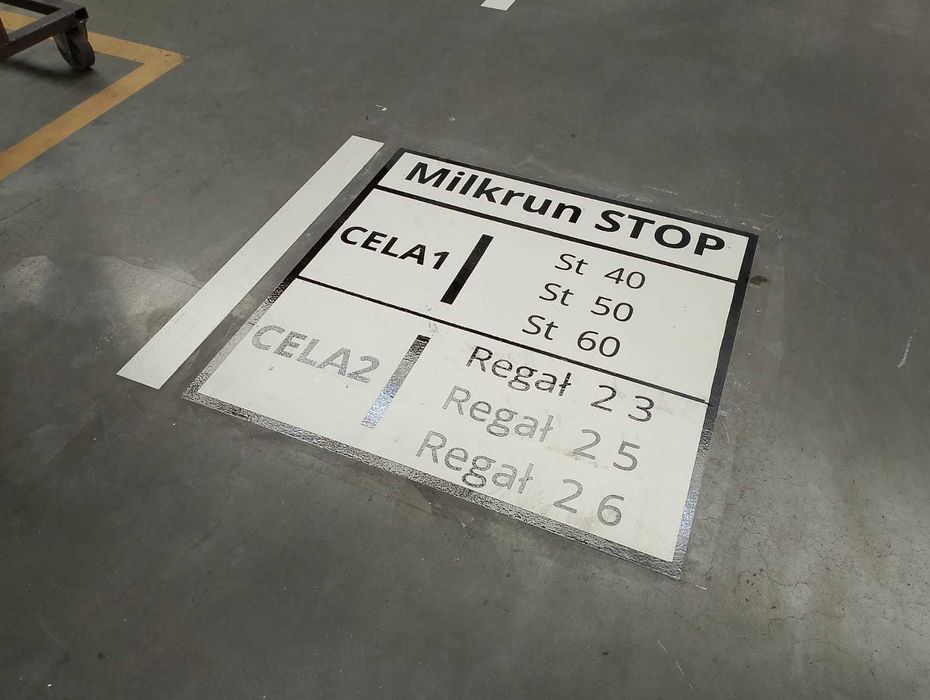 Milkrun STOP
CELA1
St 40
St 50
St 60
CELA2
Regał 23
Regał 25
Regał 26